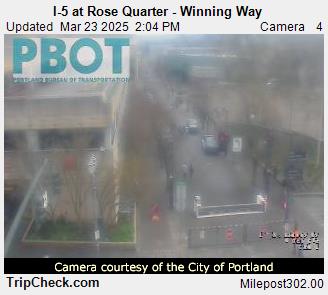 I-5 at Rose Quarter - Winning Way
Updated Mar 23 2025 2:04 PM Camera 4
PBOT
PORTLAND BUREAU OF TRANSPORTATION
Camera courtesy of the City of Portland
TripCheck.com Milepost302.00